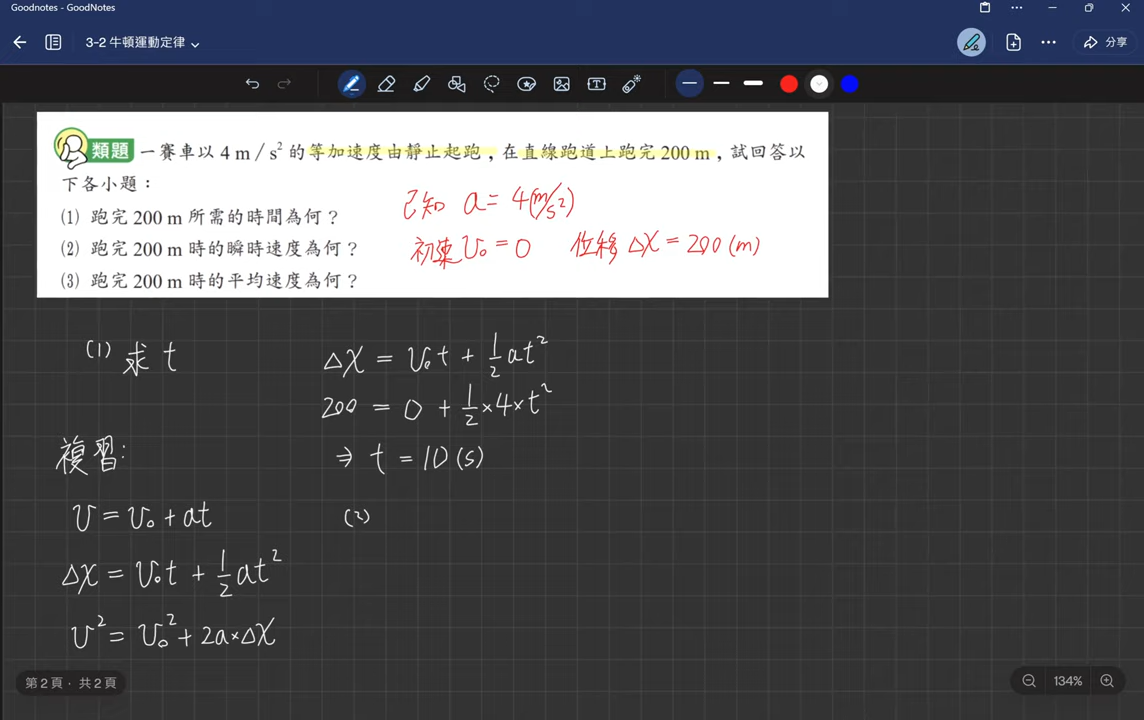 Goodnotes - GoodNotes
3-2 牛頓運動定律
分享
類題 一賽車以 4 m / s² 的等加速度由靜止起跑，在直線跑道上跑完 200 m，試回答以
下各小題：
(1) 跑完 200 m 所需的時間為何？
(2) 跑完 200 m 時的瞬時速度為何？
(3) 跑完 200 m 時的平均速度為何？
已知 a = 4 (m/s²)
初速 v₀ = 0 位移 Δx = 200 (m)
(1) 求 t
Δx = v₀t + 1/2 at²
200 = 0 + 1/2 × 4 × t²
⇒ t = 10 (s)
(2)
複習:
v = v₀ + at
Δx = v₀t + 1/2 at²
v² = v₀² + 2a × Δx
第 2 頁，共 2 頁
134%